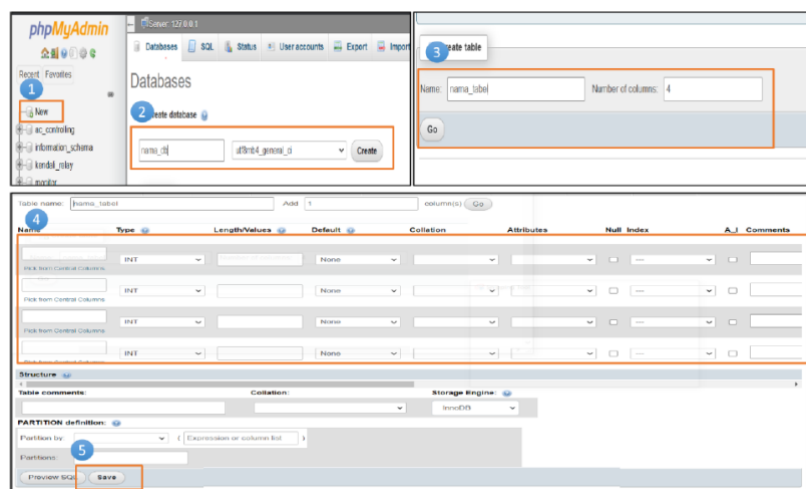 phpMyAdmin
Recent Favorites
1
New
ac_controling
information_schema
kendali_relay
monitor
Server: 127.0.0.1
Databases SQL Status User accounts Export Import
Databases
2
Create database
nama_db utf8mb4_general_ci Create
3
Create table
Name: nama_tabel Number of columns: 4
Go
Table name: nama_tabel Add 1 column(s) Go
4
Name Type Length/Values Default Collation Attributes Null Index A_I Comments
INT None ---
Pick from Central Columns
INT None ---
Pick from Central Columns
INT None ---
Pick from Central Columns
INT None ---
Pick from Central Columns
Structure
Table comments: Collation: Storage Engine:
InnoDB
PARTITION definition:
Partition by: ( Expression or column list )
Partitions:
5
Preview SQL Save